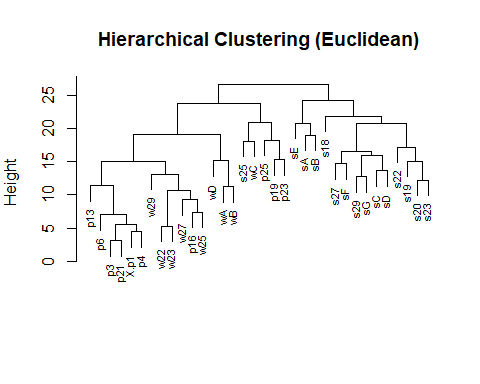 Hierarchical Clustering (Euclidean)
Height
25
20
15
10
5
0
p13
p6
p3
p21
X.p1
p4
w29
w22
w23
w27
p16
w25
wD
wA
wB
s25
wC
p25
p19
p23
sE
sA
sB
s18
s27
sF
s29
sG
sC
sD
s22
s19
s20
s23